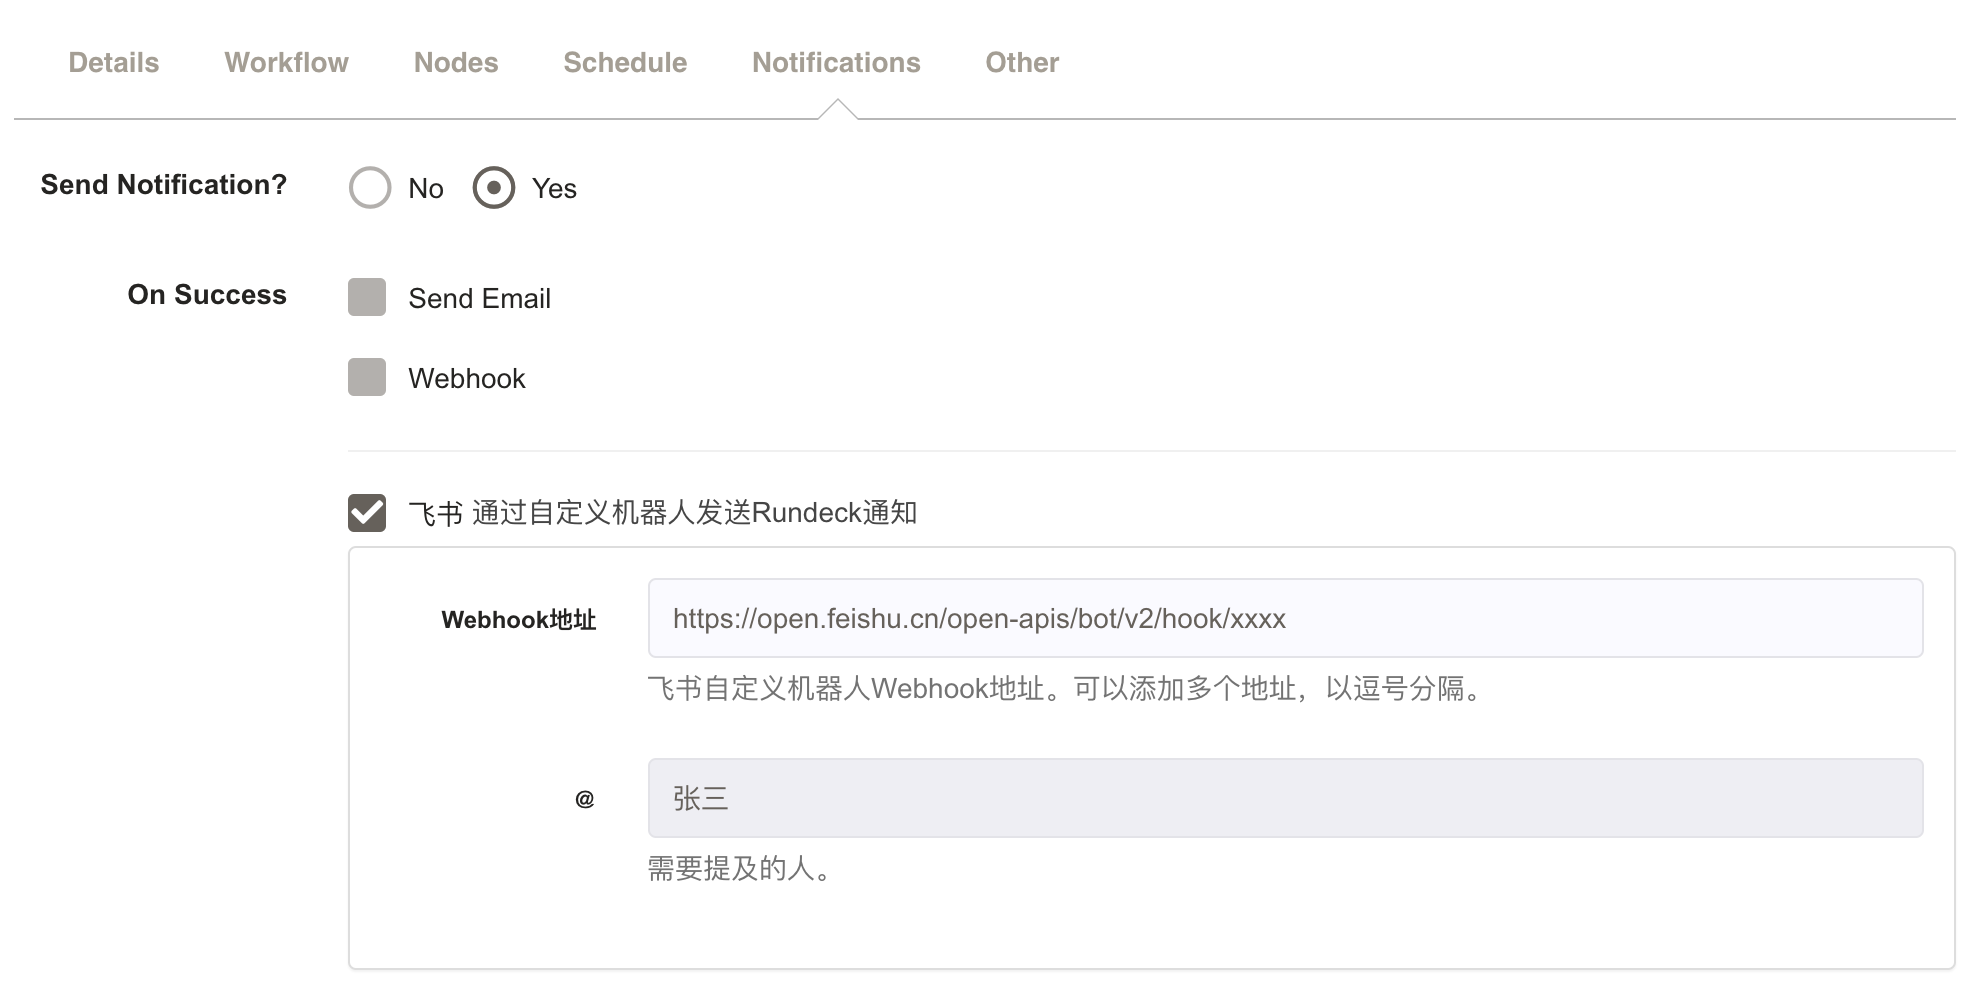 Details Workflow Nodes Schedule Notifications Other
Send Notification? No Yes
On Success Send Email
Webhook
飞书 通过自定义机器人发送Rundeck通知
Webhook地址 https://open.feishu.cn/open-apis/bot/v2/hook/xxxx
飞书自定义机器人Webhook地址。可以添加多个地址，以逗号分隔。
@ 张三
需要提及的人。